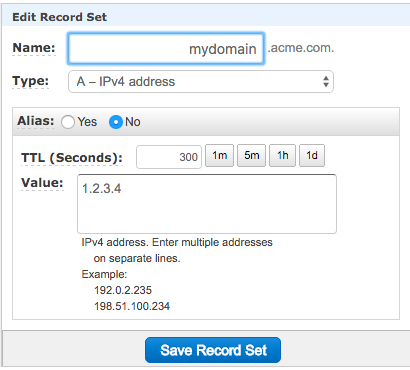 Edit Record Set
Name: mydomain .acme.com.
Type: A – IPv4 address
Alias: Yes No
TTL (Seconds): 300 1m 5m 1h 1d
Value: 1.2.3.4
IPv4 address. Enter multiple addresses
on separate lines.
Example:
192.0.2.235
198.51.100.234
Save Record Set